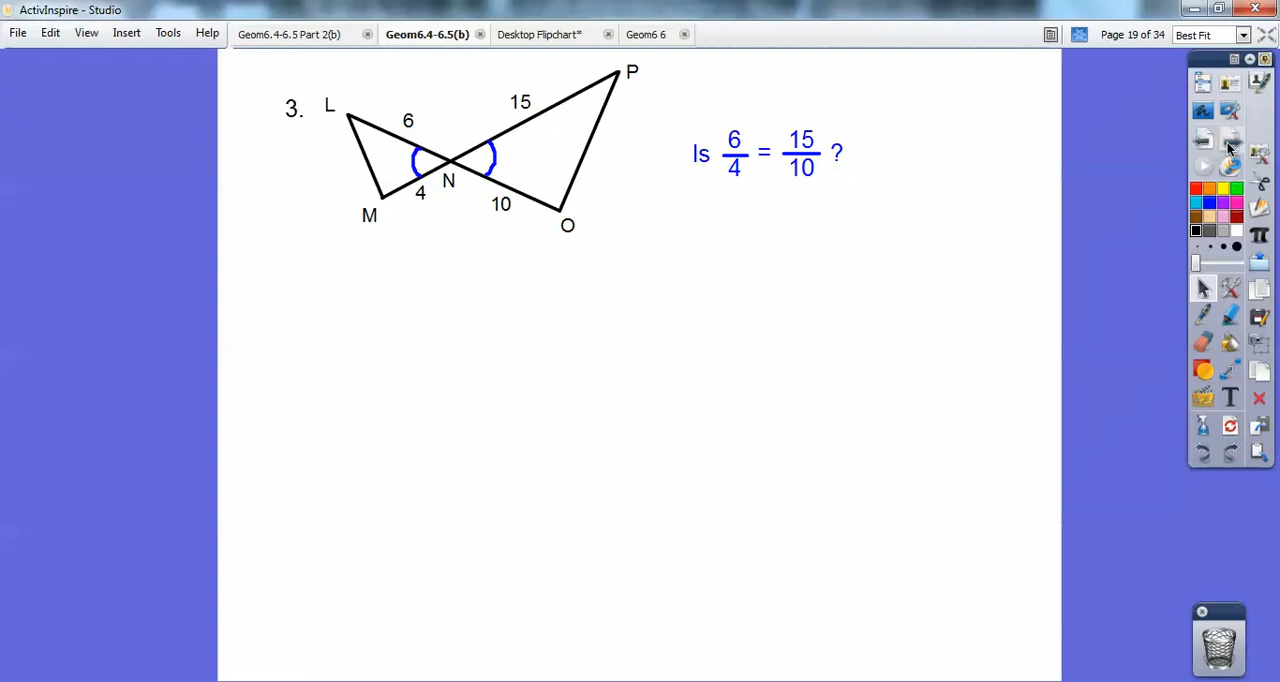 ActivInspire - Studio
File Edit View Insert Tools Help
Geom6.4-6.5 Part 2(b) Geom6.4-6.5(b) Desktop Flipchart* Geom6 6
Page 19 of 34 Best Fit
3.
L
6
15
P
N
4
10
M
O
Is 6/4 = 15/10 ?
T